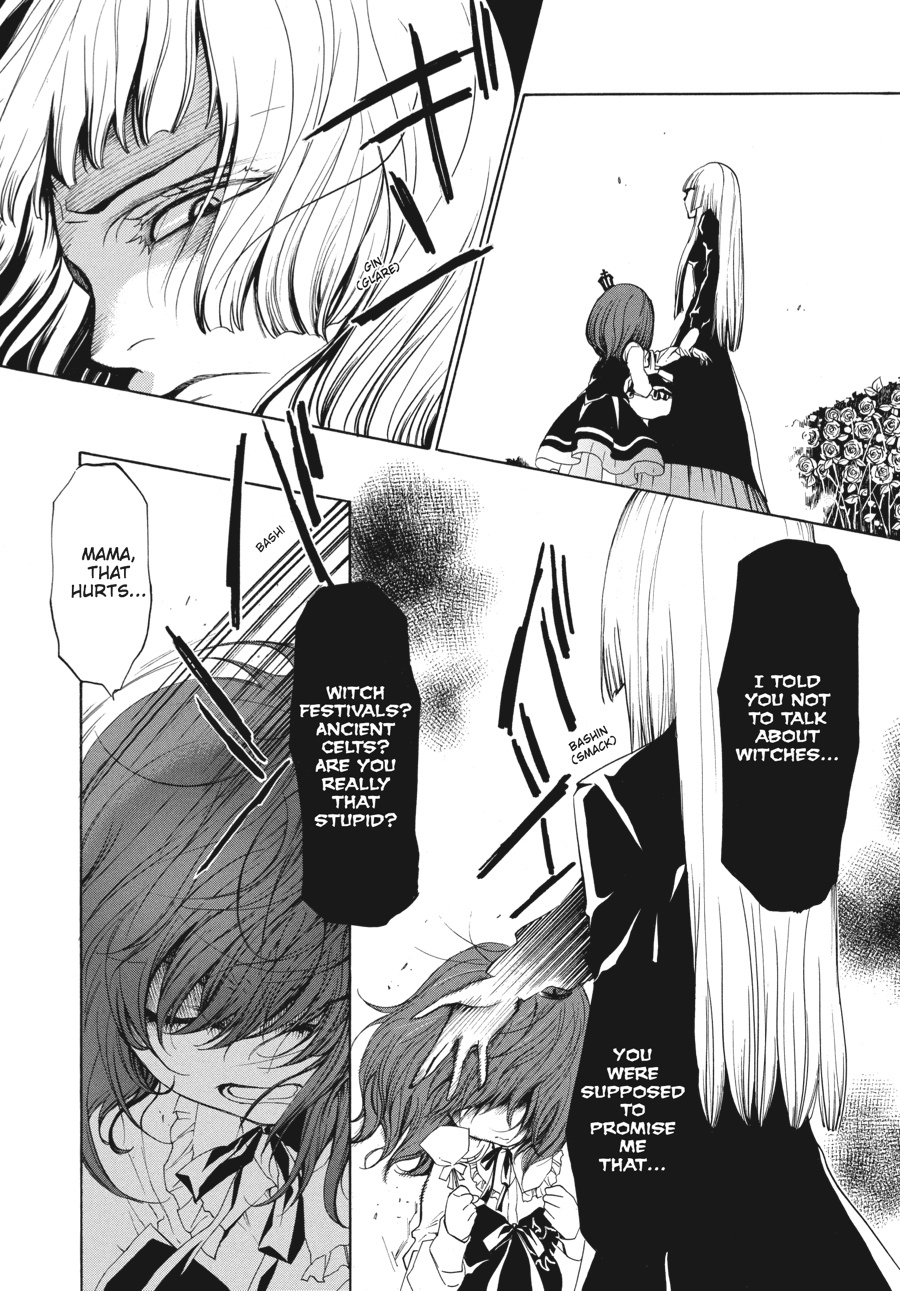 GIN
(GLARE)
I TOLD
YOU NOT
TO TALK
ABOUT
WITCHES...
BASHIN
(SMACK)
YOU
WERE
SUPPOSED
TO
PROMISE
ME
THAT...
WITCH
FESTIVALS?
ANCIENT
CELTS?
ARE YOU
REALLY
THAT
STUPID?
BASHI
MAMA,
THAT
HURTS...